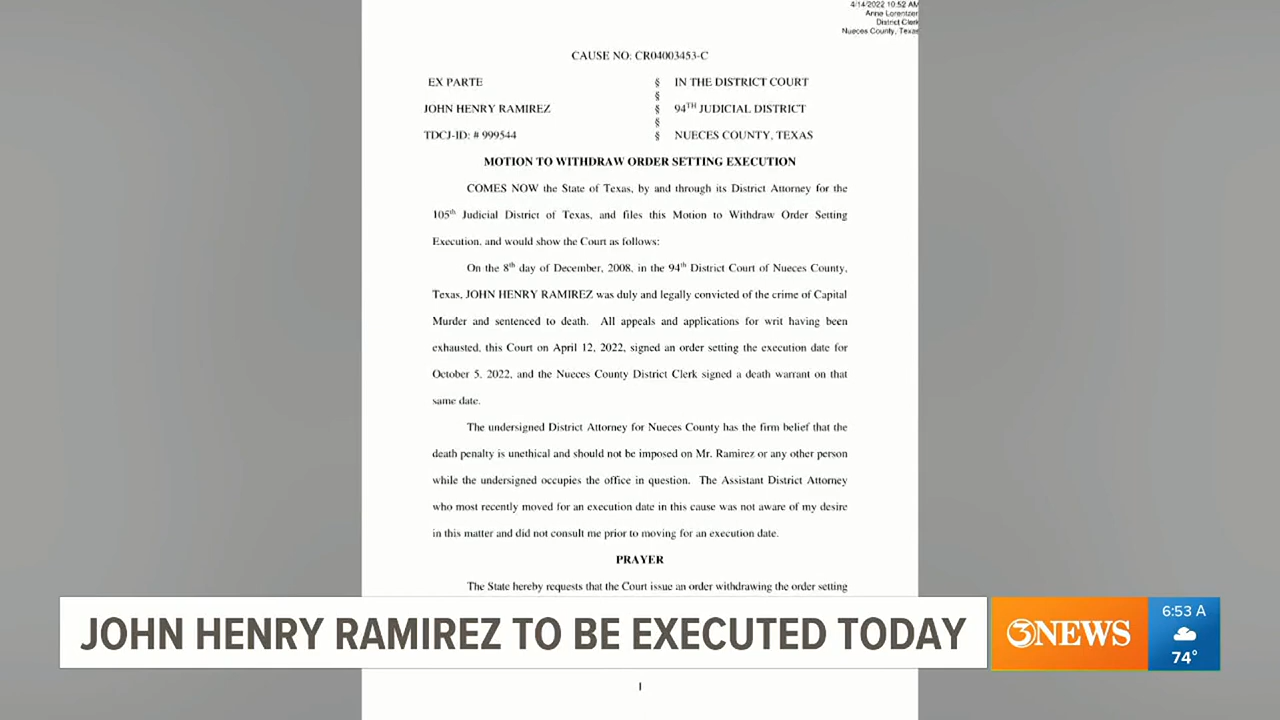 4/14/2022 10:52 AM
Anne Lorentzen
District Clerk
Nueces County, Texas
CAUSE NO: CR04003453-C
EX PARTE § IN THE DISTRICT COURT
§
JOHN HENRY RAMIREZ § 94TH JUDICIAL DISTRICT
§
TDCJ-ID: # 999544 § NUECES COUNTY, TEXAS
MOTION TO WITHDRAW ORDER SETTING EXECUTION
COMES NOW the State of Texas, by and through its District Attorney for the
105th Judicial District of Texas, and files this Motion to Withdraw Order Setting
Execution, and would show the Court as follows:
On the 8th day of December, 2008, in the 94th District Court of Nueces County,
Texas, JOHN HENRY RAMIREZ was duly and legally convicted of the crime of Capital
Murder and sentenced to death. All appeals and applications for writ having been
exhausted, this Court on April 12, 2022, signed an order setting the execution date for
October 5, 2022, and the Nueces County District Clerk signed a death warrant on that
same date.
The undersigned District Attorney for Nueces County has the firm belief that the
death penalty is unethical and should not be imposed on Mr. Ramirez or any other person
while the undersigned occupies the office in question. The Assistant District Attorney
who most recently moved for an execution date in this cause was not aware of my desire
in this matter and did not consult me prior to moving for an execution date.
PRAYER
The State hereby requests that the Court issue an order withdrawing the order setting
JOHN HENRY RAMIREZ TO BE EXECUTED TODAY
3NEWS
6:53 A
74°
1